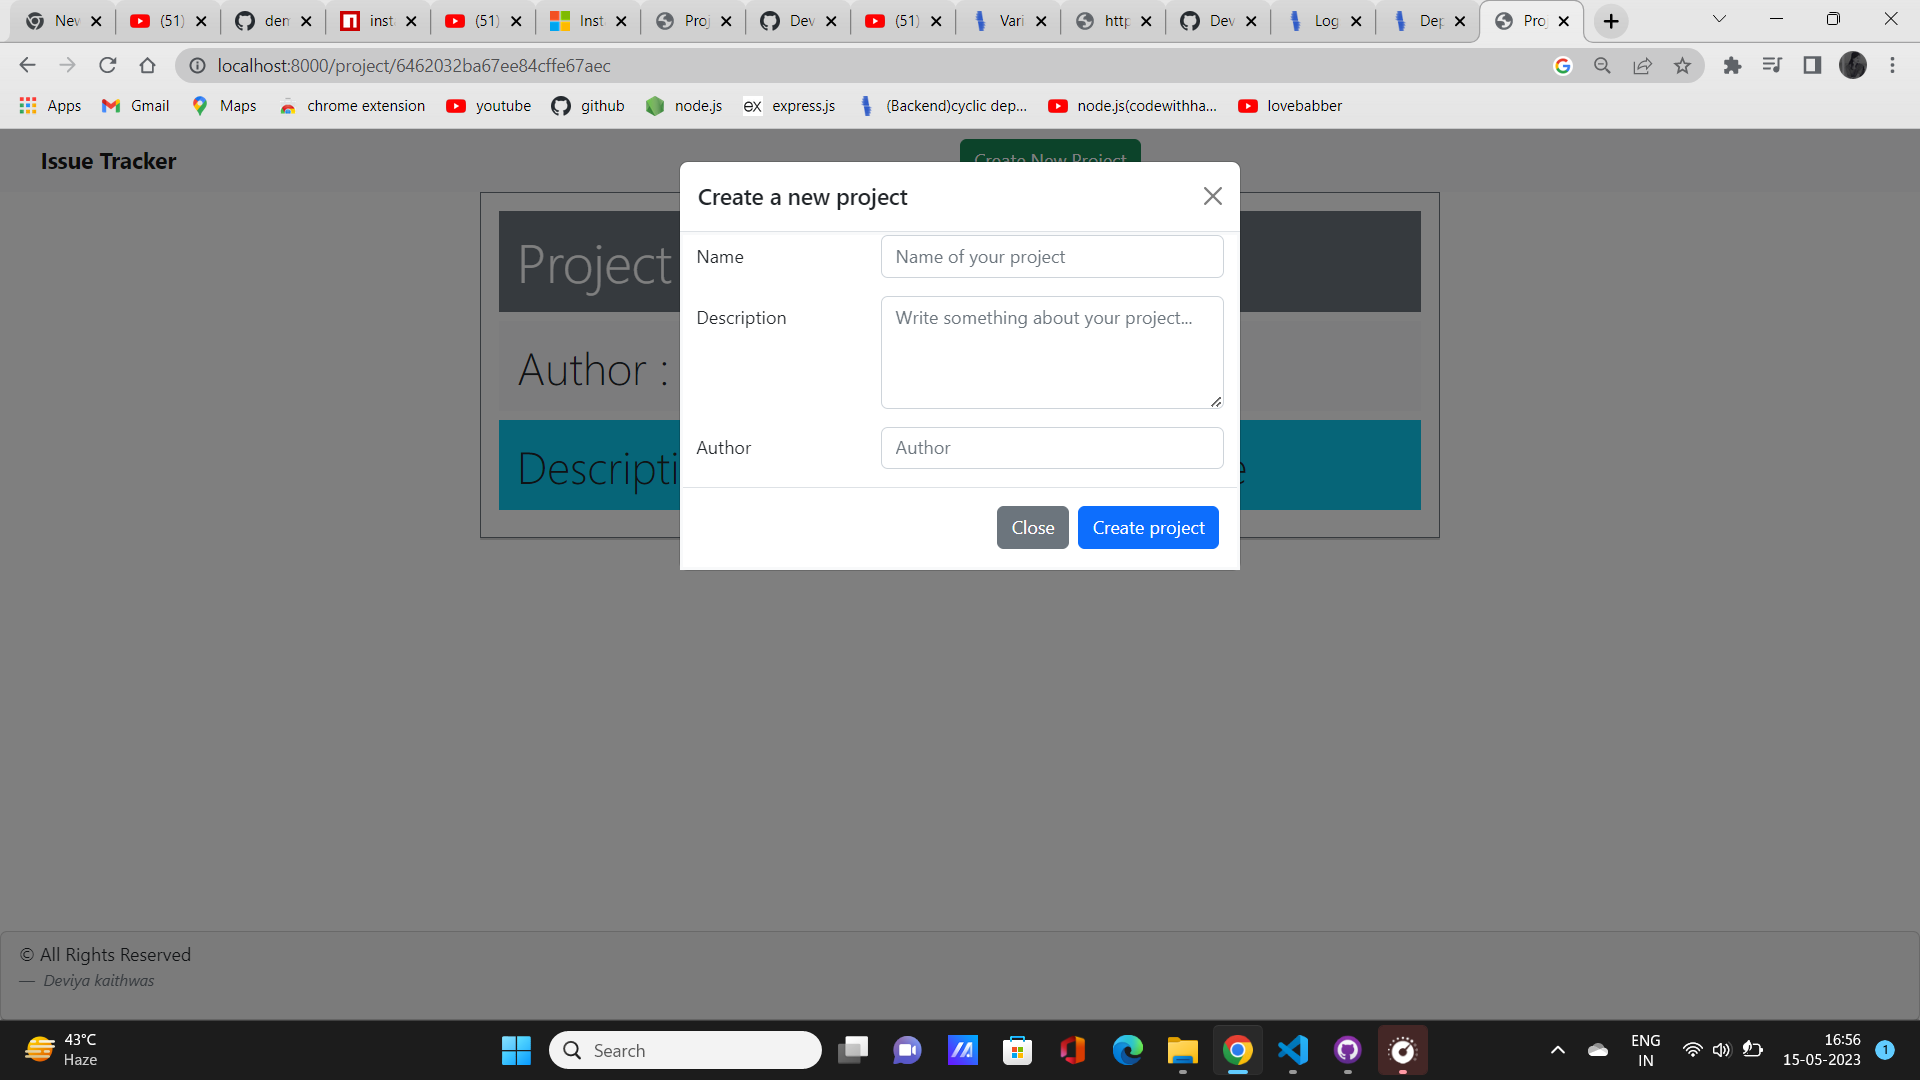 New
(51)
den
inst
(51)
Inst
Proj
Dev
(51)
Vari
http
Dev
Log
Dep
Pro
localhost:8000/project/6462032ba67ee84cffe67aec
Apps
Gmail
Maps
chrome extension
youtube
github
node.js
ex express.js
(Backend)cyclic dep...
node.js(codewithha...
lovebabber
Issue Tracker
Create New Project
Create a new project
Project
Name
Name of your project
Description
Write something about your project...
Author :
Author
Author
Descripti
e
Close
Create project
© All Rights Reserved
— Deviya kaithwas
43°C
Haze
Search
ENG
IN
16:56
15-05-2023
1